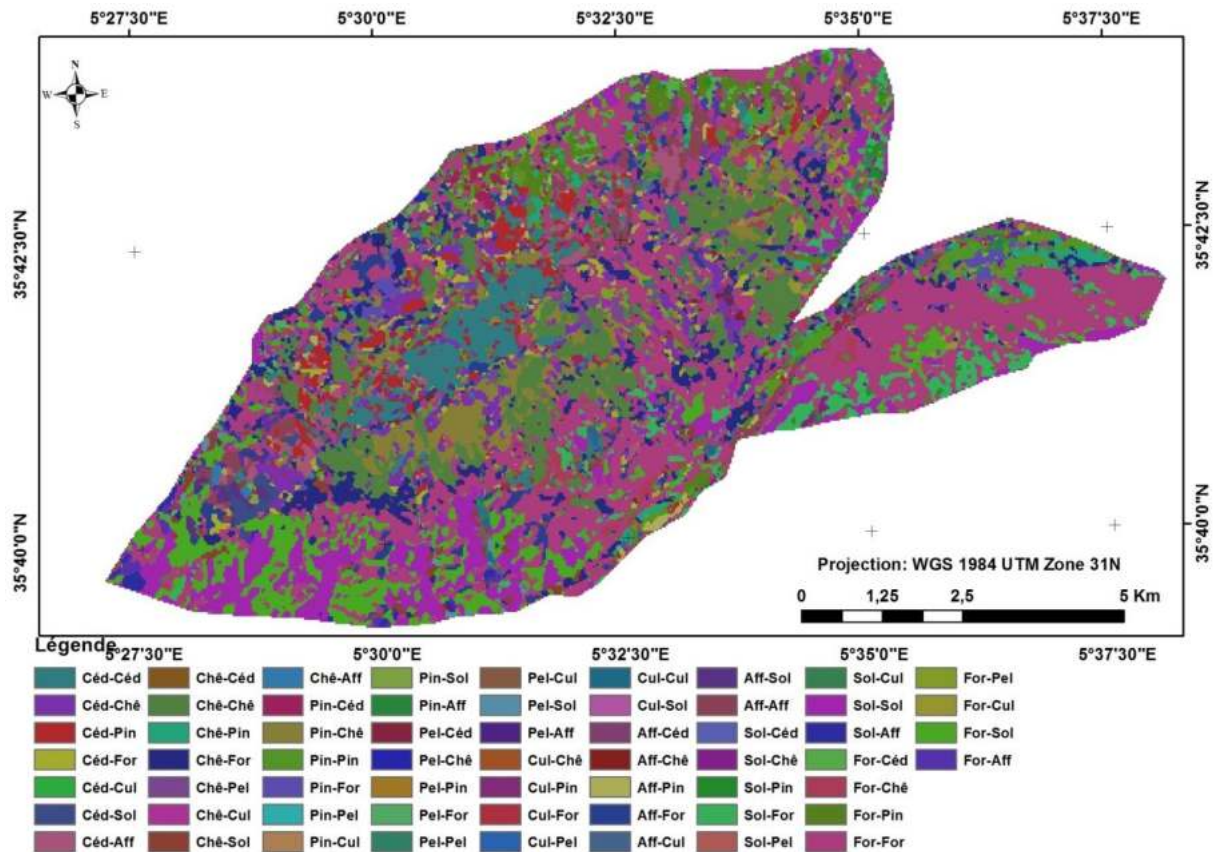 5°27'30"E 5°30'0"E 5°32'30"E 5°35'0"E 5°37'30"E
N
W E
S
35°42'30"N 35°42'30"N
35°40'0"N 35°40'0"N
Projection: WGS 1984 UTM Zone 31N
0 1,25 2,5 5 Km
Légende
5°27'30"E 5°30'0"E 5°32'30"E 5°35'0"E 5°37'30"E
Céd-Céd Chê-Céd Chê-Aff Pin-Sol Pel-Cul Cul-Cul Aff-Sol Sol-Cul For-Pel
Céd-Chê Chê-Chê Pin-Céd Pin-Aff Pel-Sol Cul-Sol Aff-Aff Sol-Sol For-Cul
Céd-Pin Chê-Pin Pin-Chê Pel-Céd Pel-Aff Aff-Céd Sol-Céd Sol-Aff For-Sol
Céd-For Chê-For Pin-Pin Pel-Chê Cul-Chê Aff-Chê Sol-Chê For-Céd For-Aff
Céd-Cul Chê-Pel Pin-For Pel-Pin Cul-Pin Aff-Pin Sol-Pin For-Chê
Céd-Sol Chê-Cul Pin-Pel Pel-For Cul-For Aff-For Sol-For For-Pin
Céd-Aff Chê-Sol Pin-Cul Pel-Pel Cul-Pel Aff-Cul Sol-Pel For-For